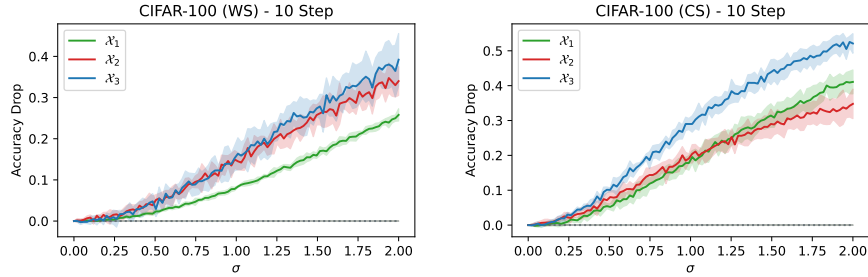 CIFAR-100 (WS) - 10 Step
Accuracy Drop
0.4
0.3
0.2
0.1
0.0
𝒳₁
𝒳₂
𝒳₃
0.00 0.25 0.50 0.75 1.00 1.25 1.50 1.75 2.00
σ
CIFAR-100 (CS) - 10 Step
Accuracy Drop
0.5
0.4
0.3
0.2
0.1
0.0
𝒳₁
𝒳₂
𝒳₃
0.00 0.25 0.50 0.75 1.00 1.25 1.50 1.75 2.00
σ